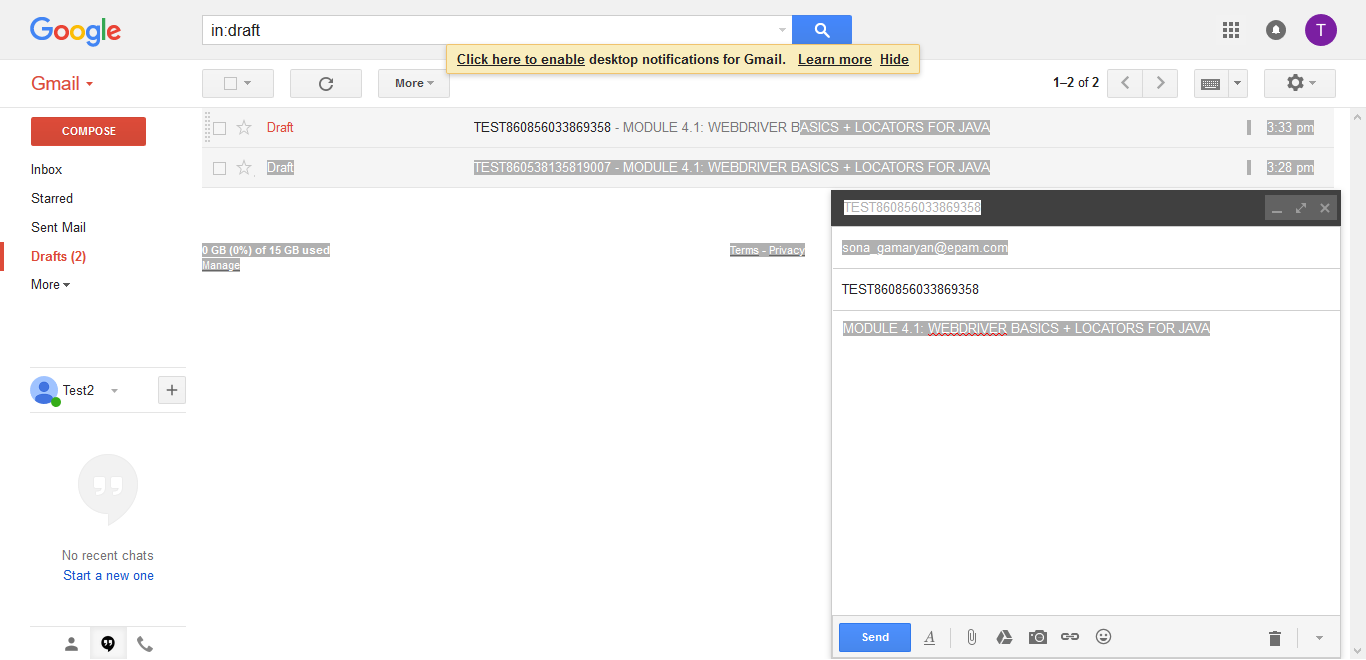 Google
in:draft
T
Click here to enable desktop notifications for Gmail. Learn more Hide
Gmail
More
1–2 of 2
COMPOSE
Draft TEST860856033869358 - MODULE 4.1: WEBDRIVER BASICS + LOCATORS FOR JAVA 3:33 pm
Draft TEST860538135819007 - MODULE 4.1: WEBDRIVER BASICS + LOCATORS FOR JAVA 3:28 pm
Inbox
Starred
Sent Mail
Drafts (2)
More
0 GB (0%) of 15 GB used
Manage
Terms - Privacy
TEST860856033869358
sona_gamaryan@epam.com
TEST860856033869358
MODULE 4.1: WEBDRIVER BASICS + LOCATORS FOR JAVA
Test2
No recent chats
Start a new one
Send A